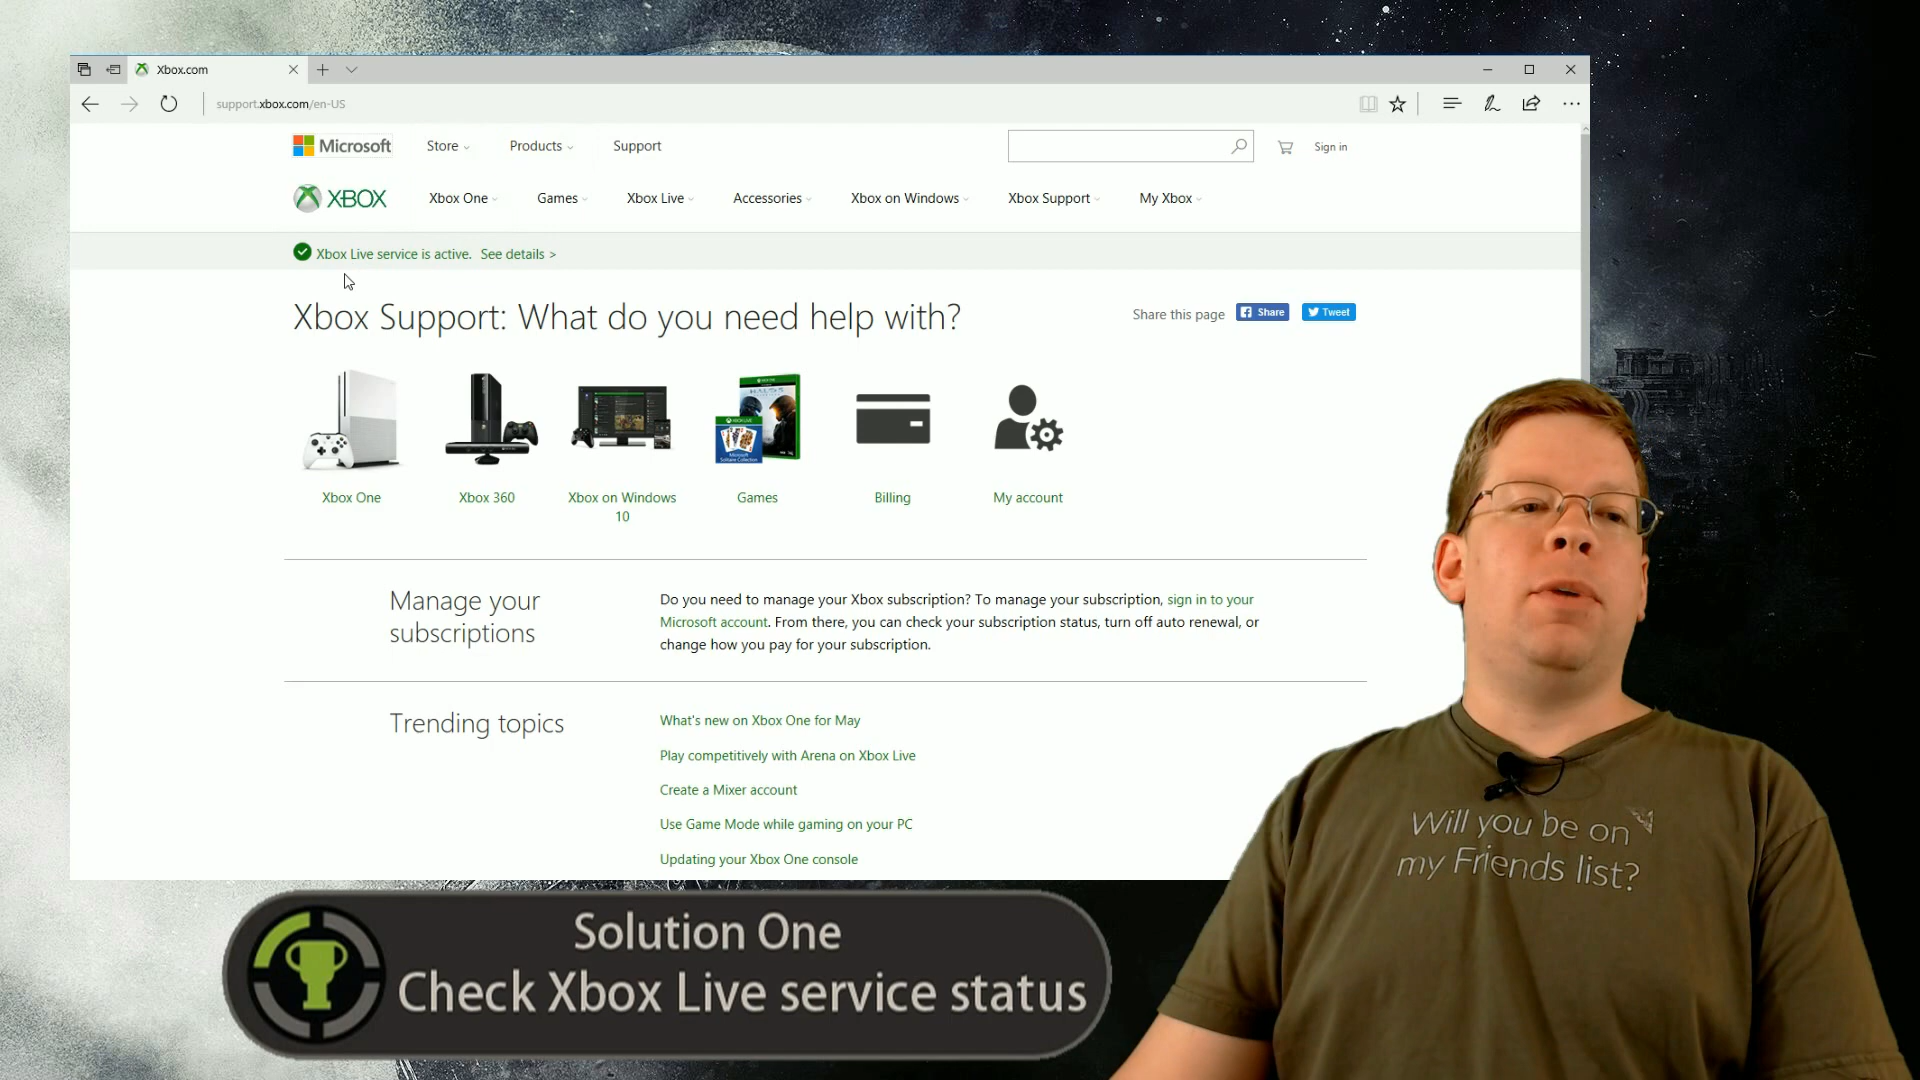 Xbox.com
support.xbox.com/en-US
Microsoft Store Products Support Sign in
XBOX Xbox One Games Xbox Live Accessories Xbox on Windows Xbox Support My Xbox
Xbox Live service is active. See details >
Xbox Support: What do you need help with?
Share this page Share Tweet
Xbox One Xbox 360 Xbox on Windows 10 Games Billing My account
Manage your
subscriptions
Do you need to manage your Xbox subscription? To manage your subscription, sign in to your
Microsoft account. From there, you can check your subscription status, turn off auto renewal, or
change how you pay for your subscription.
Trending topics
What's new on Xbox One for May
Play competitively with Arena on Xbox Live
Create a Mixer account
Use Game Mode while gaming on your PC
Updating your Xbox One console
Will you be on
my Friends list?
Solution One
Check Xbox Live service status